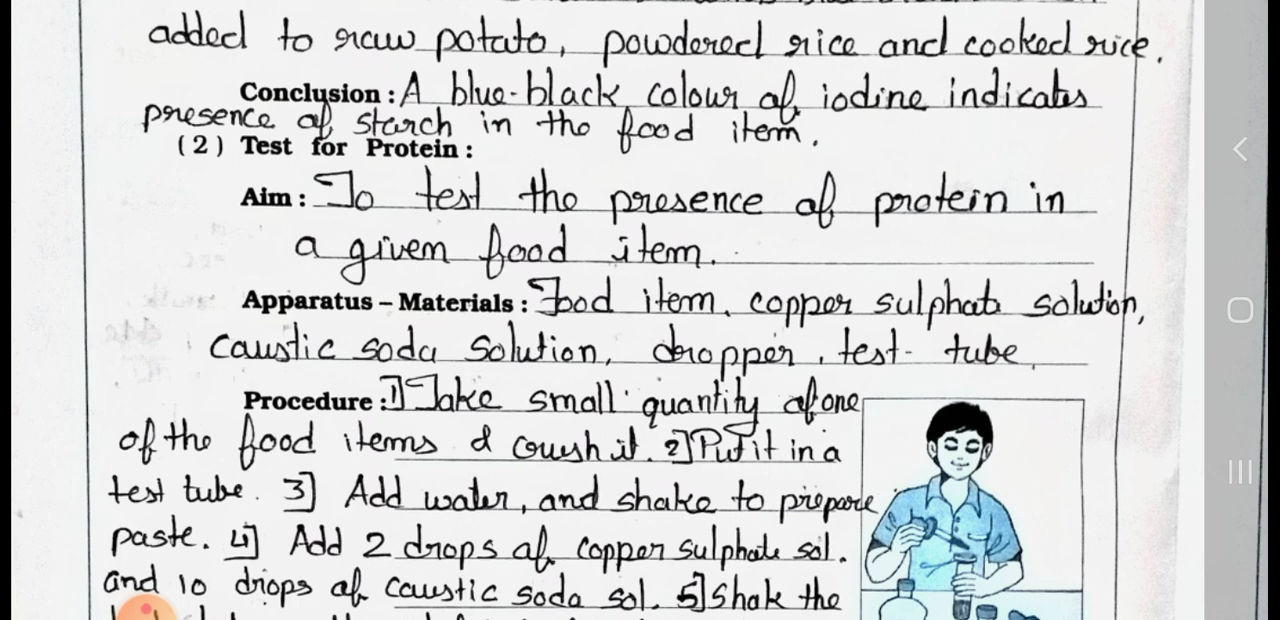 added to raw potato, powdered rice and cooked rice.
Conclusion : A blue-black colour of iodine indicates
presence of starch in the food item.
(2) Test for Protein :
Aim : To test the presence of protein in
a given food item.
Apparatus – Materials : Food item, copper sulphate solution,
caustic soda solution, dropper, test-tube.
Procedure : 1] Take small quantity of one
of the food items & crush it. 2] Put it in a
test tube. 3] Add water, and shake to prepare
paste. 4] Add 2 drops of copper sulphate sol.
and 10 drops of caustic soda sol. 5] Shake the